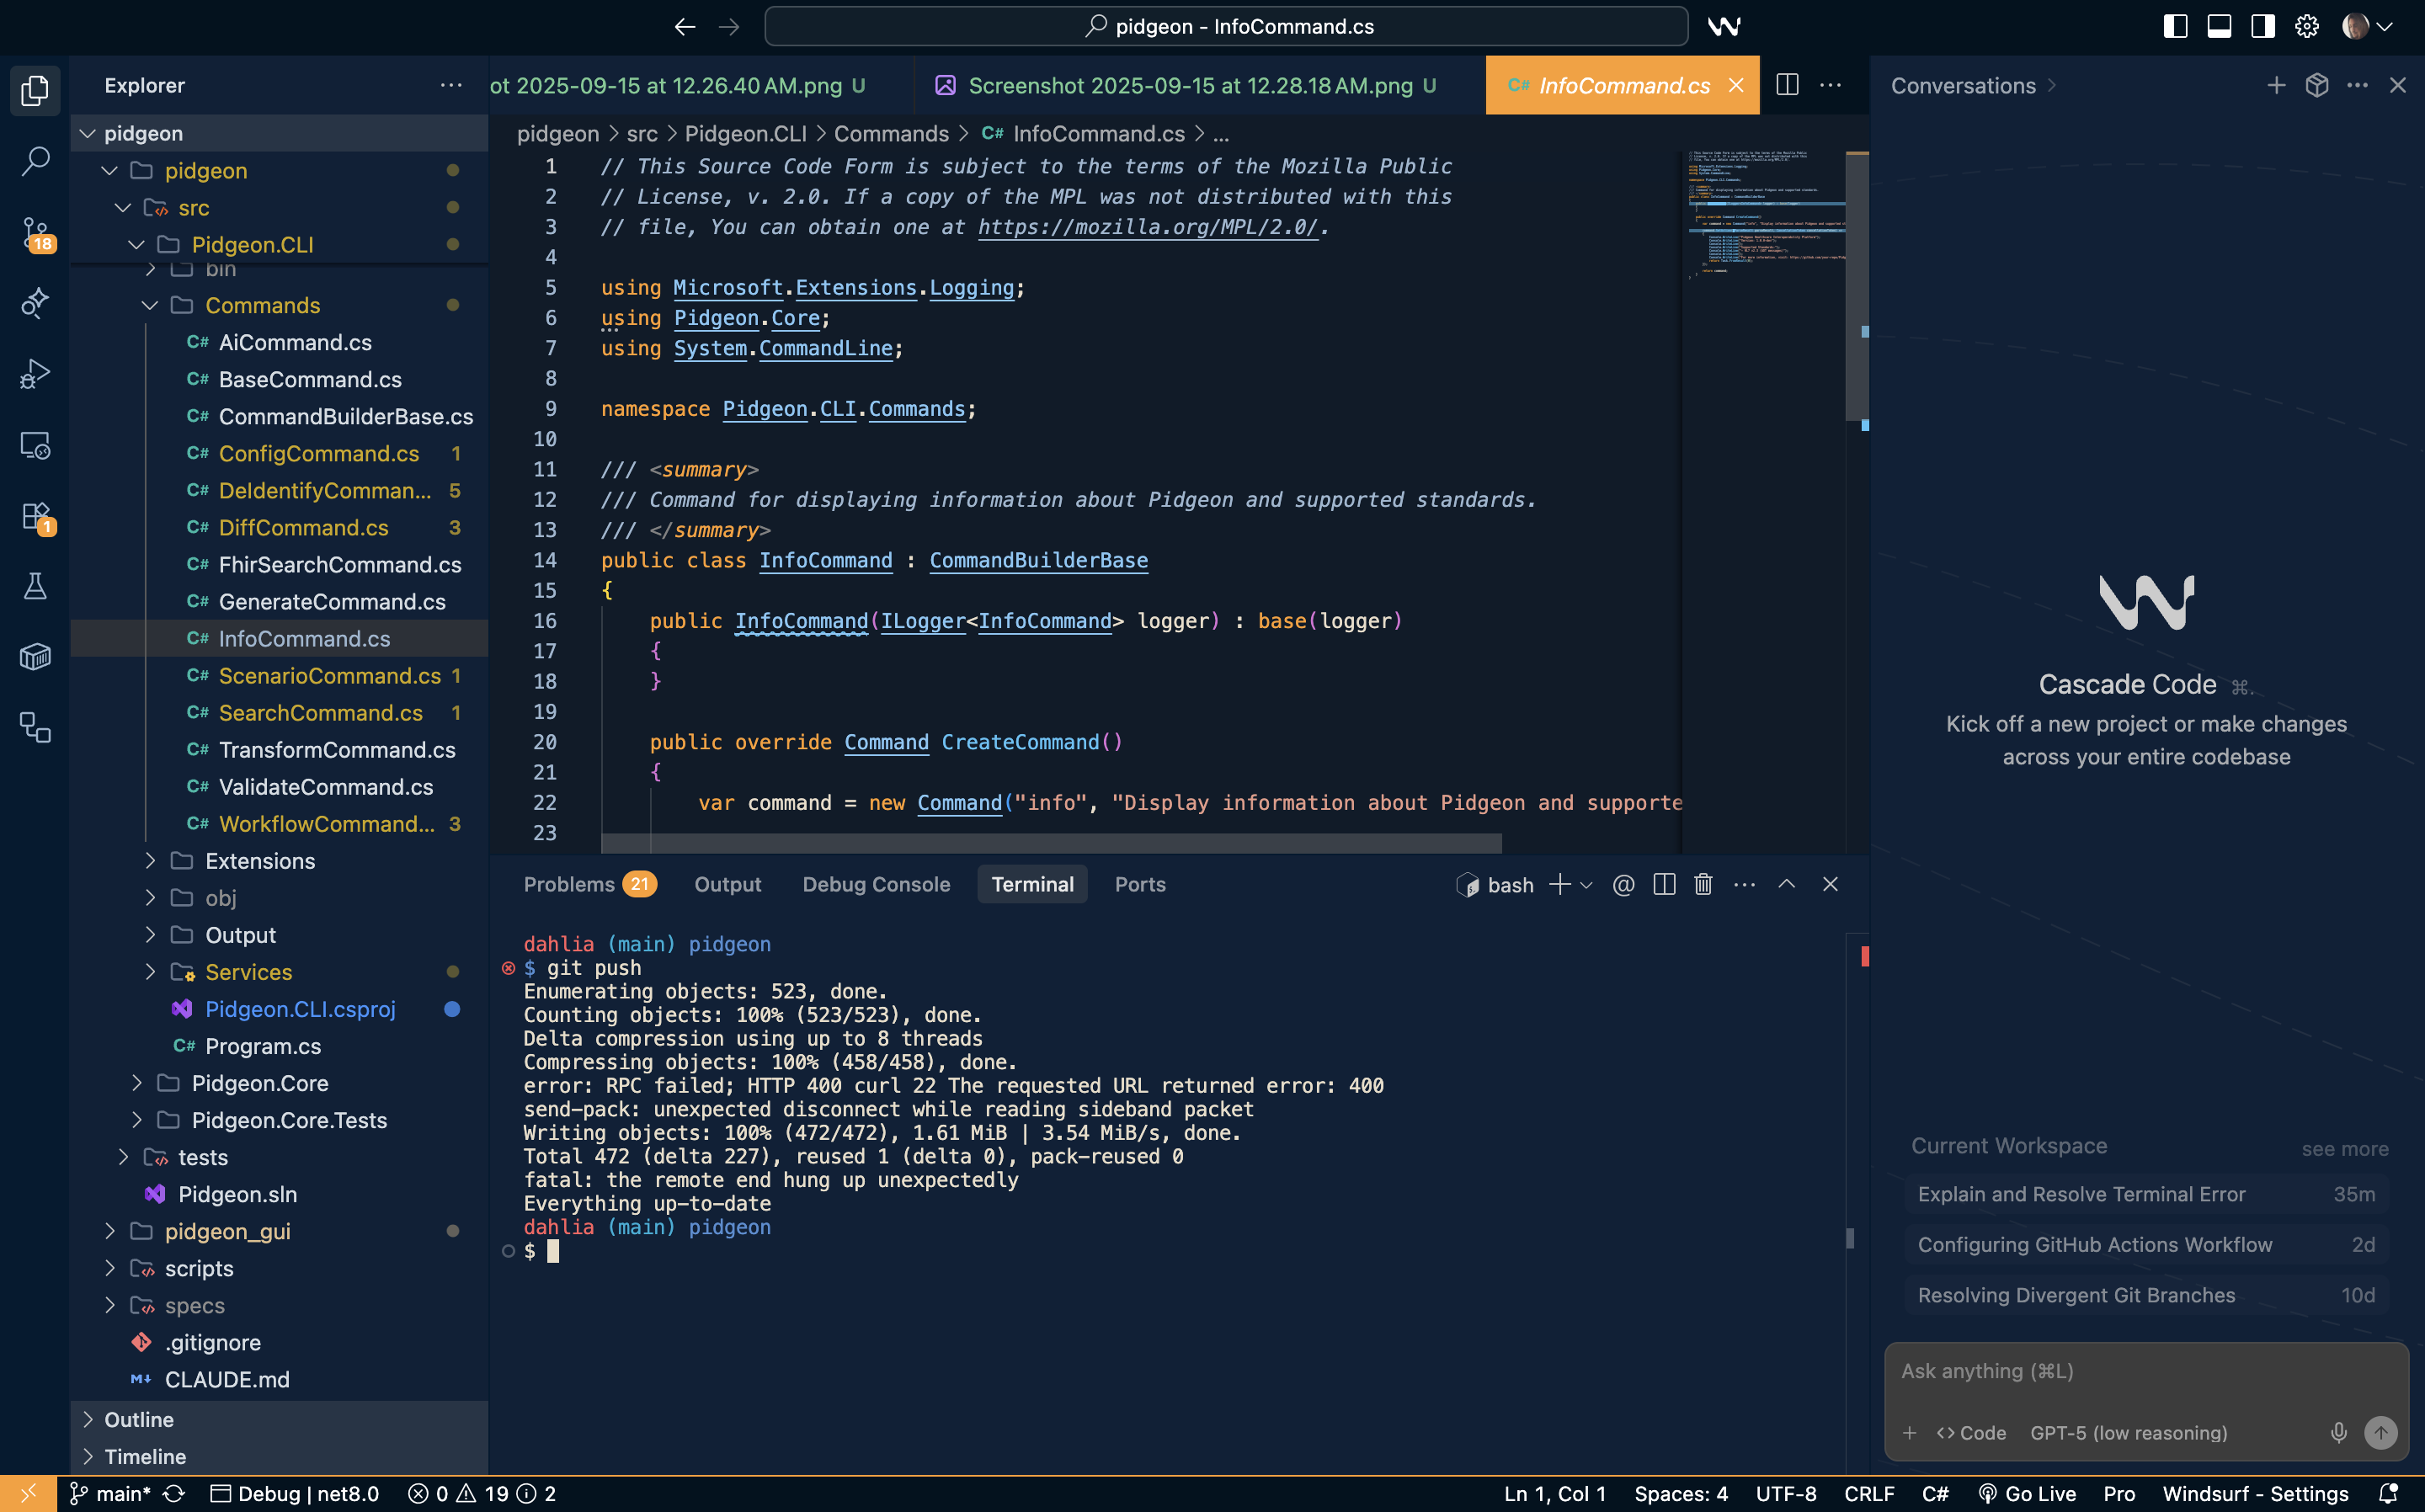 pidgeon - InfoCommand.cs
Explorer
pidgeon
pidgeon
src
Pidgeon.CLI
bin
Commands
C# AiCommand.cs
C# BaseCommand.cs
C# CommandBuilderBase.cs
C# ConfigCommand.cs 1
C# DeIdentifyComman... 5
C# DiffCommand.cs 3
C# FhirSearchCommand.cs
C# GenerateCommand.cs
C# InfoCommand.cs
C# ScenarioCommand.cs 1
C# SearchCommand.cs 1
C# TransformCommand.cs
C# ValidateCommand.cs
C# WorkflowCommand... 3
Extensions
obj
Output
Services
Pidgeon.CLI.csproj
C# Program.cs
Pidgeon.Core
Pidgeon.Core.Tests
tests
Pidgeon.sln
pidgeon_gui
scripts
specs
.gitignore
CLAUDE.md
Outline
Timeline
18
1
ot 2025-09-15 at 12.26.40 AM.png U
Screenshot 2025-09-15 at 12.28.18 AM.png U
C# InfoCommand.cs
pidgeon > src > Pidgeon.CLI > Commands > C# InfoCommand.cs > ...
1 // This Source Code Form is subject to the terms of the Mozilla Public
2 // License, v. 2.0. If a copy of the MPL was not distributed with this
3 // file, You can obtain one at https://mozilla.org/MPL/2.0/.
4
5 using Microsoft.Extensions.Logging;
6 using Pidgeon.Core;
7 using System.CommandLine;
8
9 namespace Pidgeon.CLI.Commands;
10
11 /// <summary>
12 /// Command for displaying information about Pidgeon and supported standards.
13 /// </summary>
14 public class InfoCommand : CommandBuilderBase
15 {
16 public InfoCommand(ILogger<InfoCommand> logger) : base(logger)
17 {
18 }
19
20 public override Command CreateCommand()
21 {
22 var command = new Command("info", "Display information about Pidgeon and supporte
23
Problems 21 Output Debug Console Terminal Ports
bash
dahlia (main) pidgeon
$ git push
Enumerating objects: 523, done.
Counting objects: 100% (523/523), done.
Delta compression using up to 8 threads
Compressing objects: 100% (458/458), done.
error: RPC failed; HTTP 400 curl 22 The requested URL returned error: 400
send-pack: unexpected disconnect while reading sideband packet
Writing objects: 100% (472/472), 1.61 MiB | 3.54 MiB/s, done.
Total 472 (delta 227), reused 1 (delta 0), pack-reused 0
fatal: the remote end hung up unexpectedly
Everything up-to-date
dahlia (main) pidgeon
$
Conversations
Cascade Code ⌘.
Kick off a new project or make changes
across your entire codebase
Current Workspace see more
Explain and Resolve Terminal Error 35m
Configuring GitHub Actions Workflow 2d
Resolving Divergent Git Branches 10d
Ask anything (⌘L)
+ <> Code GPT-5 (low reasoning)
main* Debug | net8.0 0 19 2
Ln 1, Col 1 Spaces: 4 UTF-8 CRLF C# Go Live Pro Windsurf - Settings